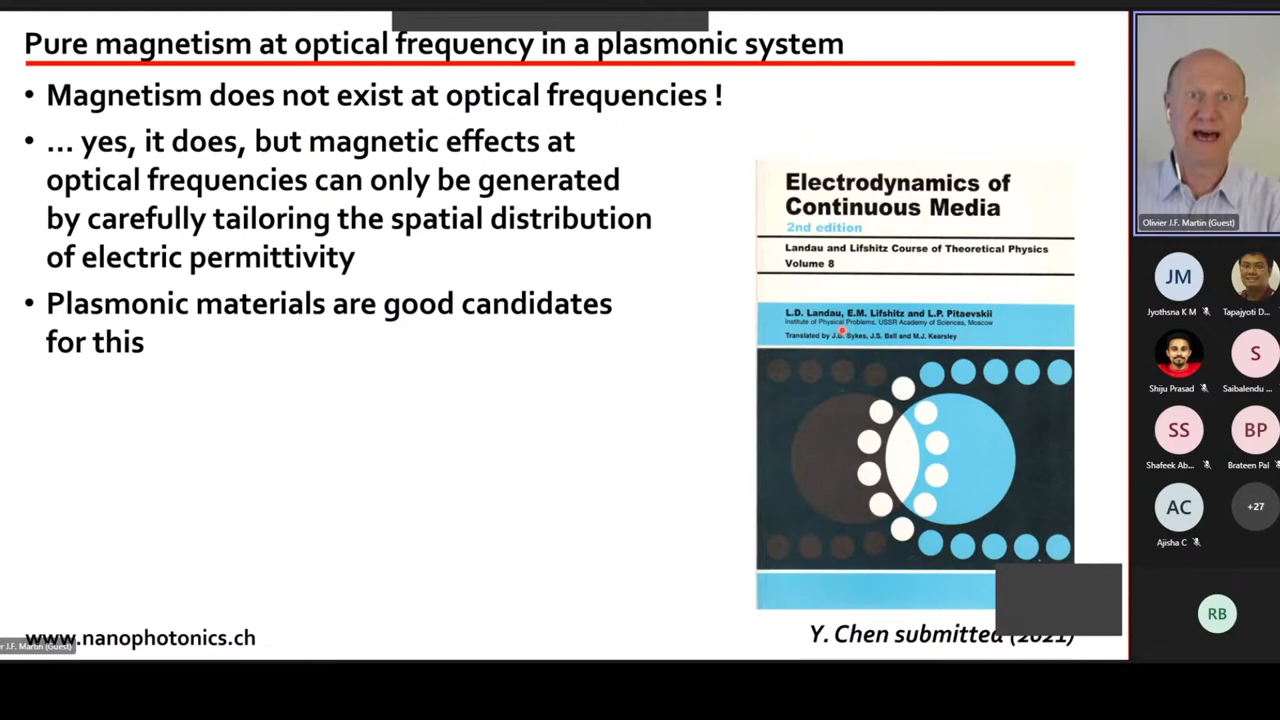 Pure magnetism at optical frequency in a plasmonic system
• Magnetism does not exist at optical frequencies !
• ... yes, it does, but magnetic effects at
optical frequencies can only be generated
by carefully tailoring the spatial distribution
of electric permittivity
• Plasmonic materials are good candidates
for this
Electrodynamics of
Continuous Media
2nd edition
Landau and Lifshitz Course of Theoretical Physics
Volume 8
L.D. Landau, E.M. Lifshitz and L.P. Pitaevskii
Institute of Physical Problems, USSR Academy of Sciences, Moscow
Translated by J.B. Sykes, J.S. Bell and M.J. Kearsley
www.nanophotonics.ch
r J.F. Martin (Guest)
Y. Chen submitted (2021)
Olivier J.F. Martin (Guest)
JM
Jyothsna K M
Tapajyoti D...
Shiju Prasad
S
Saibalendu ...
SS
Shafeek Ab...
BP
Brateen Pal
AC
Ajisha C
+27
RB